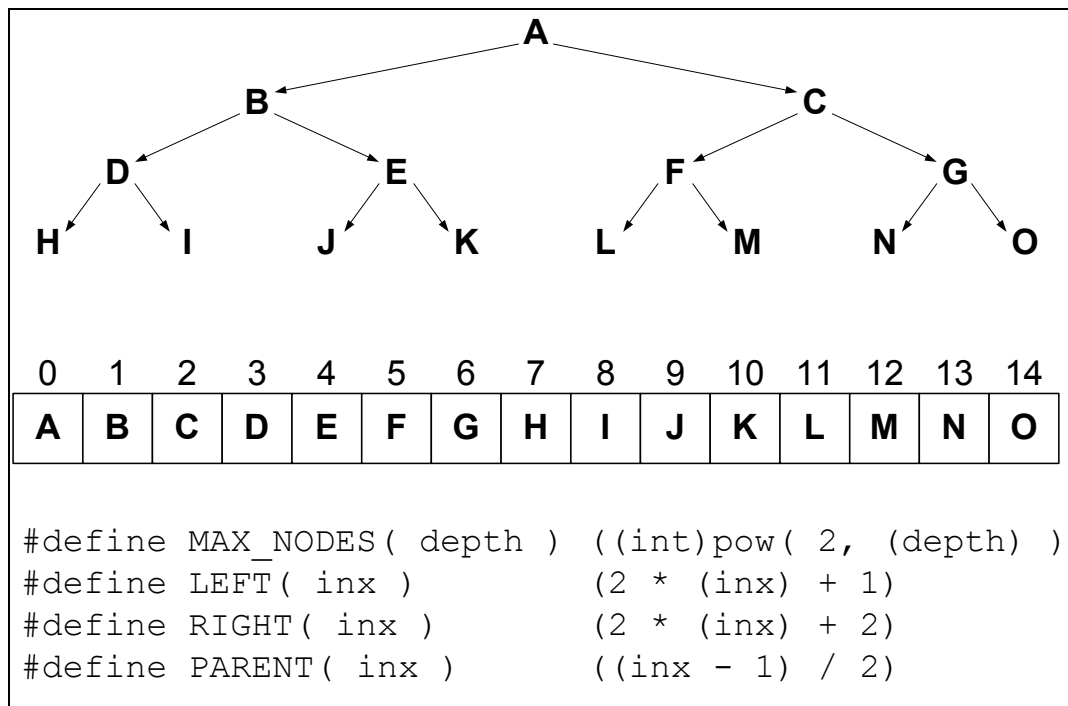 A
B C
D E F G
H I J K L M N O
0 1 2 3 4 5 6 7 8 9 10 11 12 13 14
A B C D E F G H I J K L M N O
#define MAX_NODES( depth ) ((int)pow( 2, (depth) )
#define LEFT( inx ) (2 * (inx) + 1)
#define RIGHT( inx ) (2 * (inx) + 2)
#define PARENT( inx ) ((inx - 1) / 2)